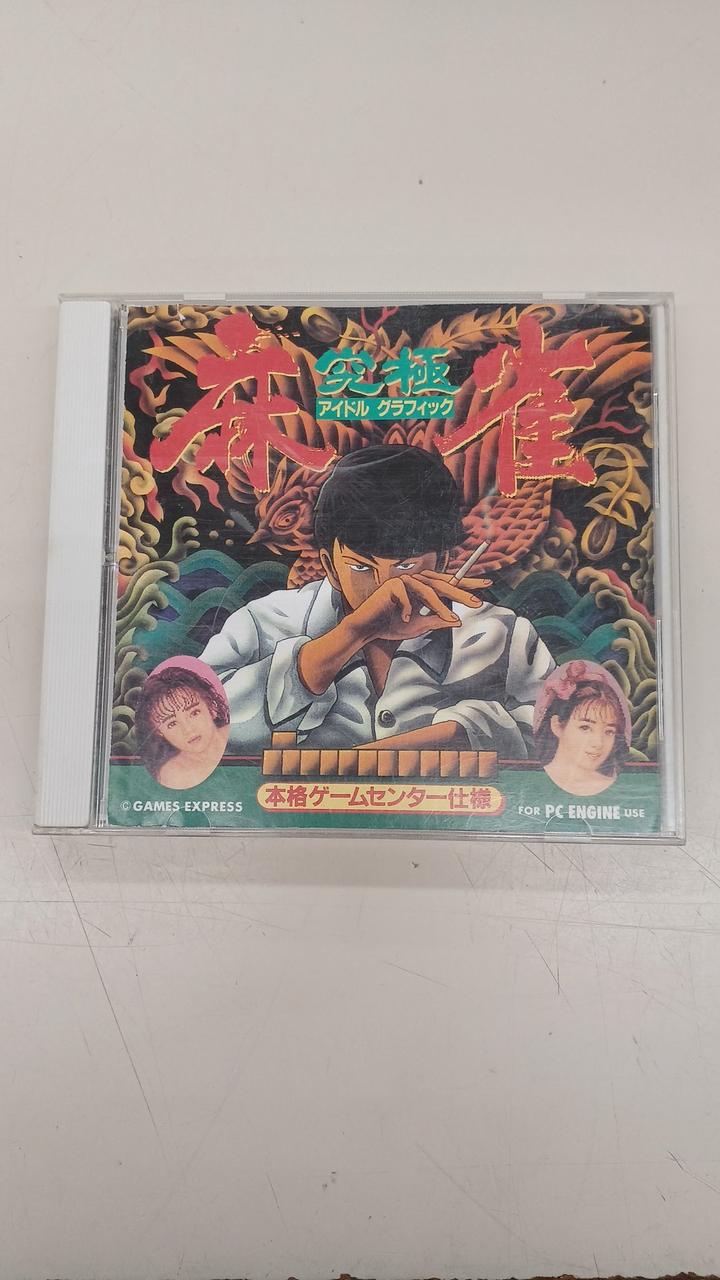 麻雀
究極
アイドル グラフィック
本格ゲームセンター仕様
©GAMES EXPRESS
FOR PC ENGINE USE